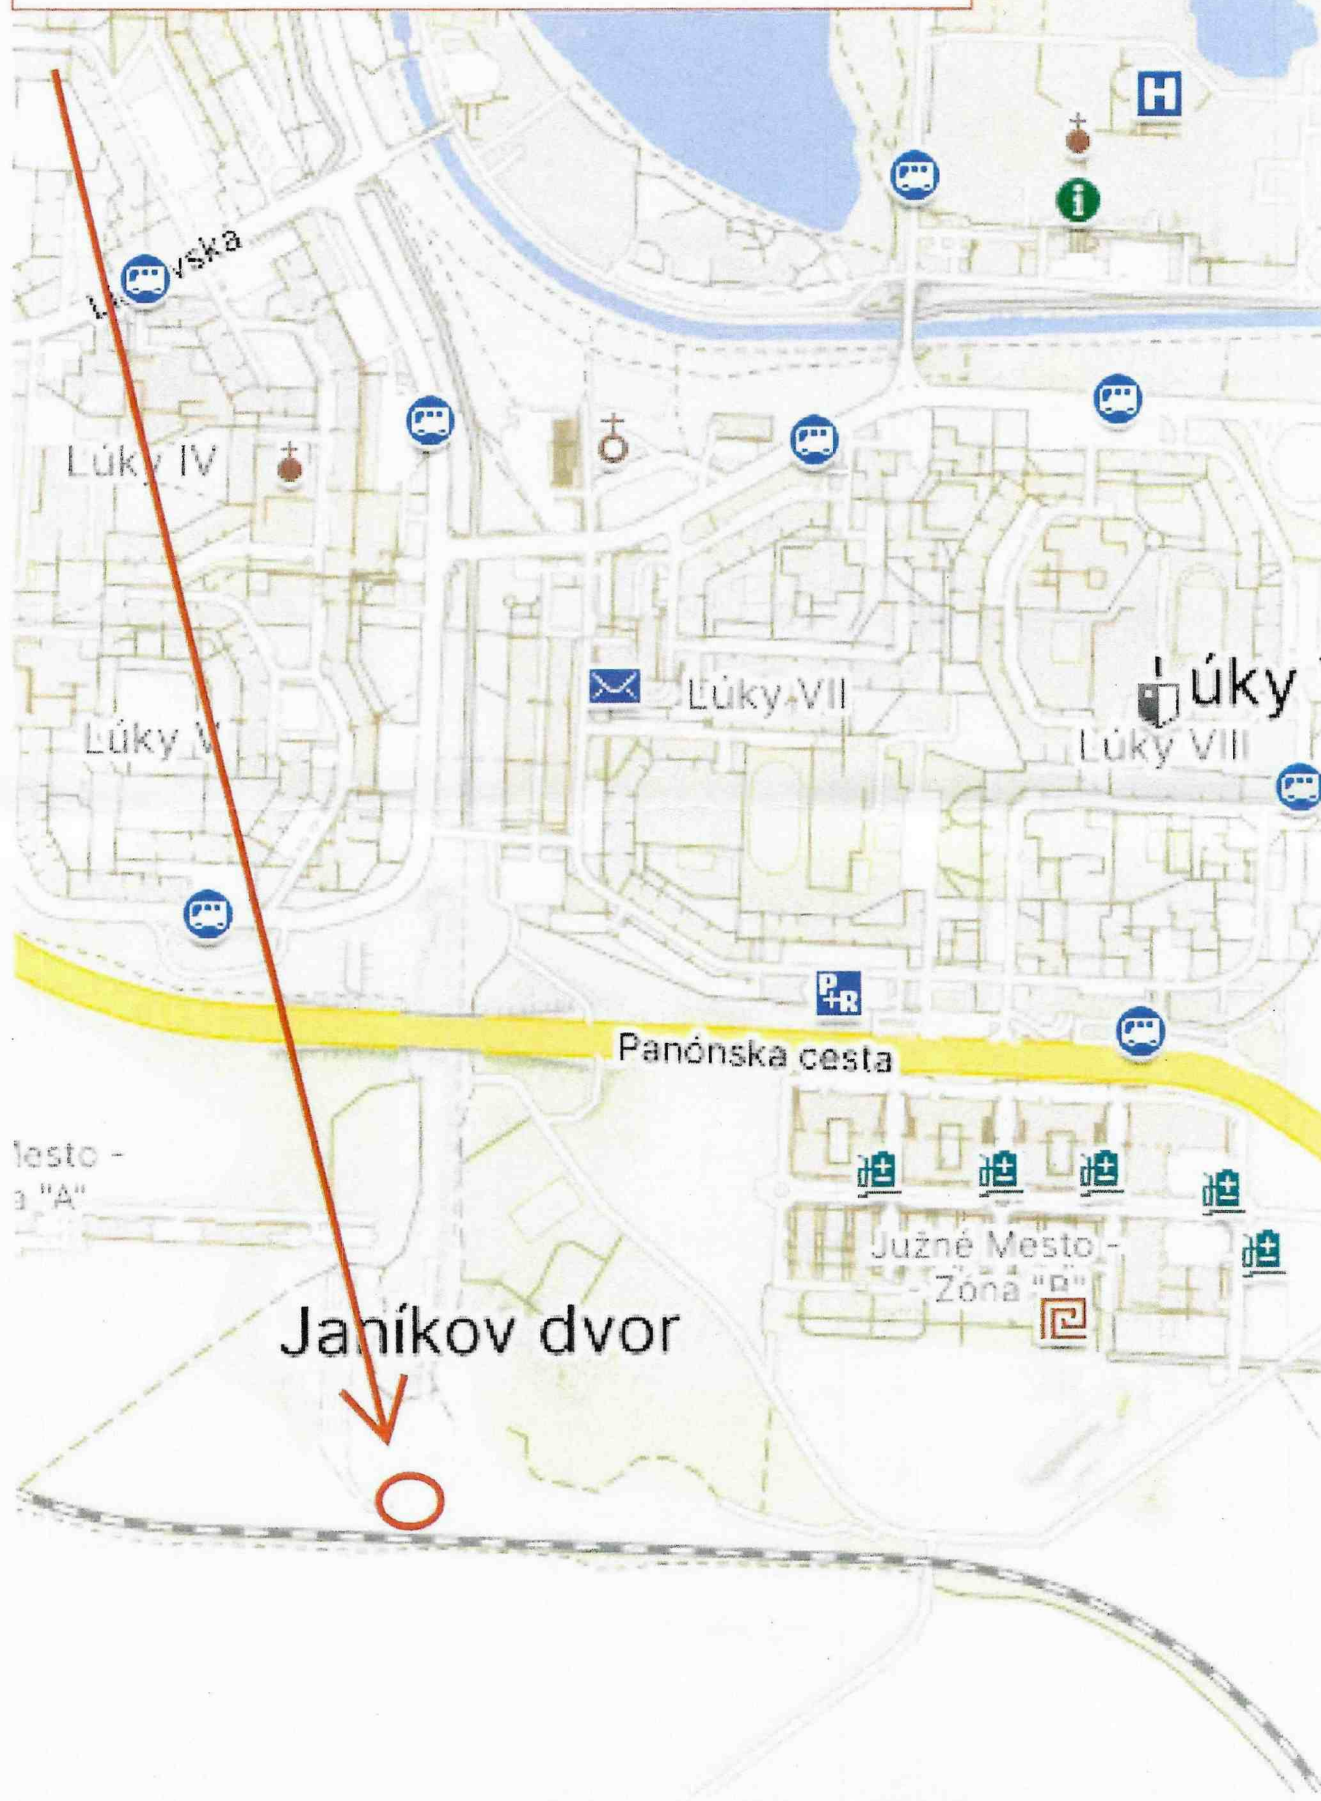 H
i
Lúky IV
Lúky VII
úky
Lúky V
Lúky VIII
P+R
Panónska cesta
"A"
Južné Mesto -
- Zóna "B"
Janíkov dvor